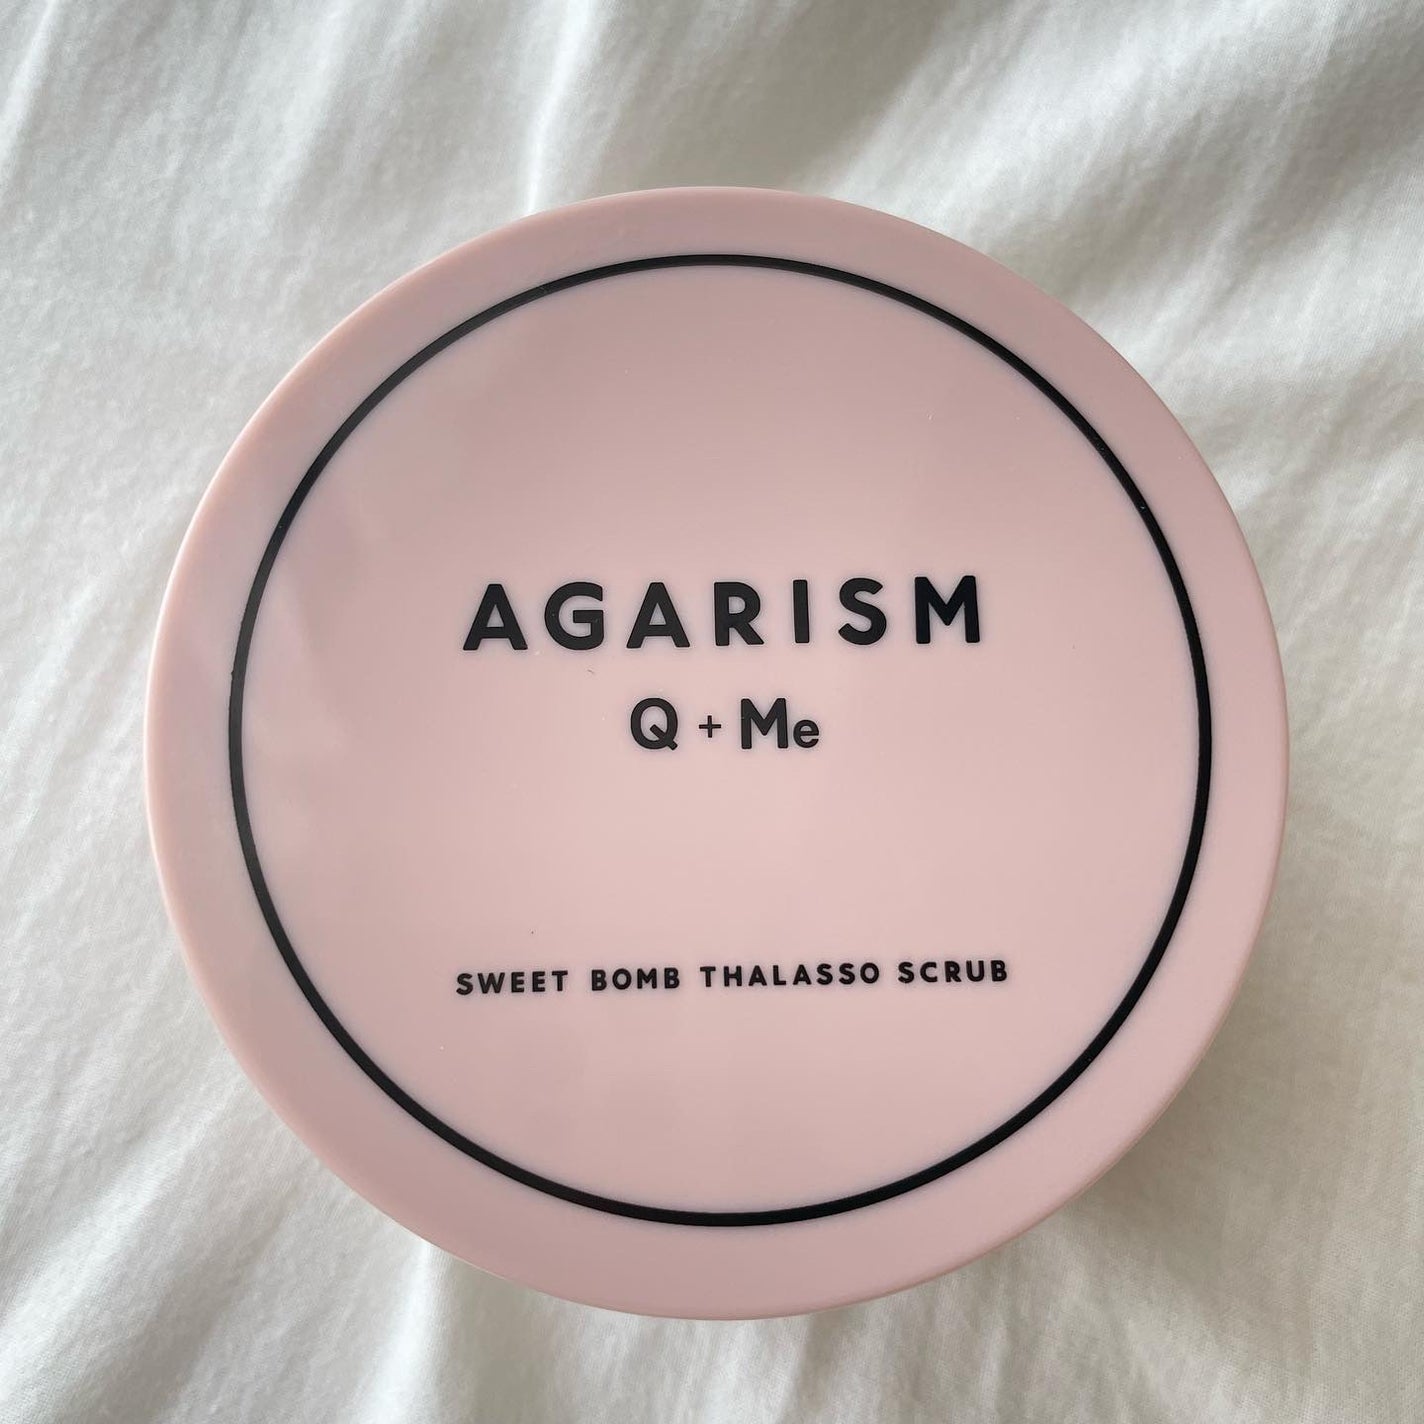 AGARISM
Q + Me
SWEET BOMB THALASSO SCRUB